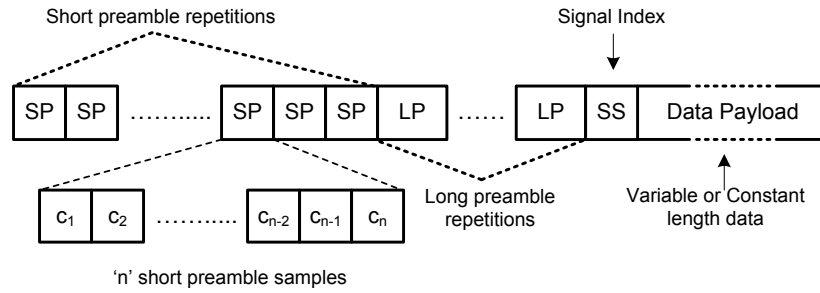 Short preamble repetitions
Signal Index
SP SP ............. SP SP SP LP ...... LP SS Data Payload
Long preamble
repetitions
Variable or Constant
length data
c1 c2 ............. cn-2 cn-1 cn
‘n’ short preamble samples